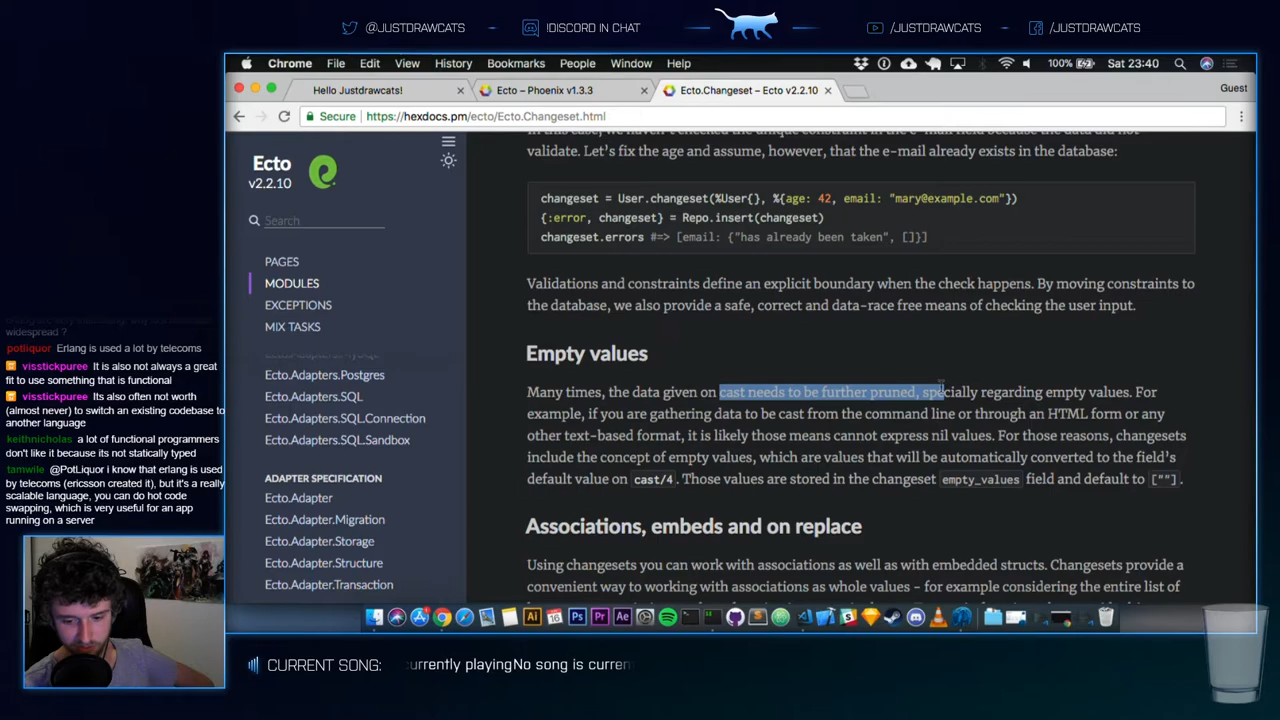 @JUSTDRAWCATS
!DISCORD IN CHAT
/JUSTDRAWCATS
/JUSTDRAWCATS
Chrome File Edit View History Bookmarks People Window Help
100% Sat 23:40
Hello Justdrawcats!
Ecto – Phoenix v1.3.3
Ecto.Changeset – Ecto v2.2.10
Guest
Secure https://hexdocs.pm/ecto/Ecto.Changeset.html
Ecto
v2.2.10
Search
PAGES
MODULES
EXCEPTIONS
MIX TASKS
Ecto.Adapters.Postgres
Ecto.Adapters.SQL
Ecto.Adapters.SQL.Connection
Ecto.Adapters.SQL.Sandbox
ADAPTER SPECIFICATION
Ecto.Adapter
Ecto.Adapter.Migration
Ecto.Adapter.Storage
Ecto.Adapter.Structure
Ecto.Adapter.Transaction
In this case, we haven't checked the unique constraint in the e-mail field because the data did not
validate. Let's fix the age and assume, however, that the e-mail already exists in the database:
changeset = User.changeset(%User{}, %{age: 42, email: "mary@example.com"})
{:error, changeset} = Repo.insert(changeset)
changeset.errors #=> [email: {"has already been taken", []}]
Validations and constraints define an explicit boundary when the check happens. By moving constraints to
the database, we also provide a safe, correct and data-race free means of checking the user input.
Empty values
Many times, the data given on cast needs to be further pruned, specially regarding empty values. For
example, if you are gathering data to be cast from the command line or through an HTML form or any
other text-based format, it is likely those means cannot express nil values. For those reasons, changesets
include the concept of empty values, which are values that will be automatically converted to the field's
default value on cast/4. Those values are stored in the changeset empty_values field and default to [""].
Associations, embeds and on replace
Using changesets you can work with associations as well as with embedded structs. Changesets provide a
convenient way to working with associations as whole values – for example considering the entire list of
widespread ?
potliquor Erlang is used a lot by telecoms
visstickpuree It is also not always a great
fit to use something that is functional
visstickpuree Its also often not worth
(almost never) to switch an existing codebase to
another language
keithnicholas a lot of functional programmers
don't like it because its not statically typed
tamwile @PotLiquor i know that erlang is used
by telecoms (ericsson created it), but it's a really
scalable language, you can do hot code
swapping, which is very useful for an app
running on a server
CURRENT SONG:
urrently playingNo song is curren